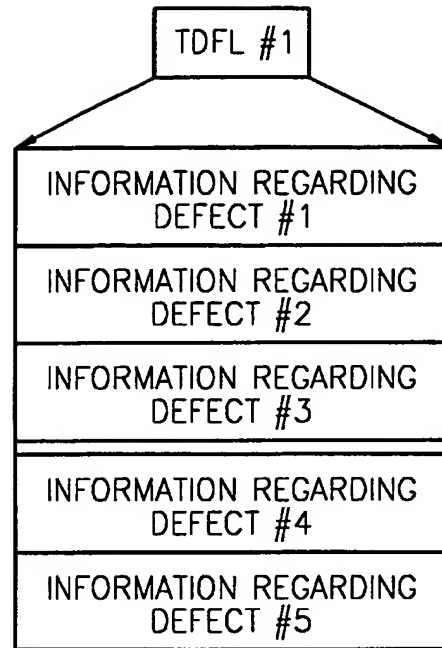 TDFL #1
INFORMATION REGARDING
DEFECT #1
INFORMATION REGARDING
DEFECT #2
INFORMATION REGARDING
DEFECT #3
INFORMATION REGARDING
DEFECT #4
INFORMATION REGARDING
DEFECT #5